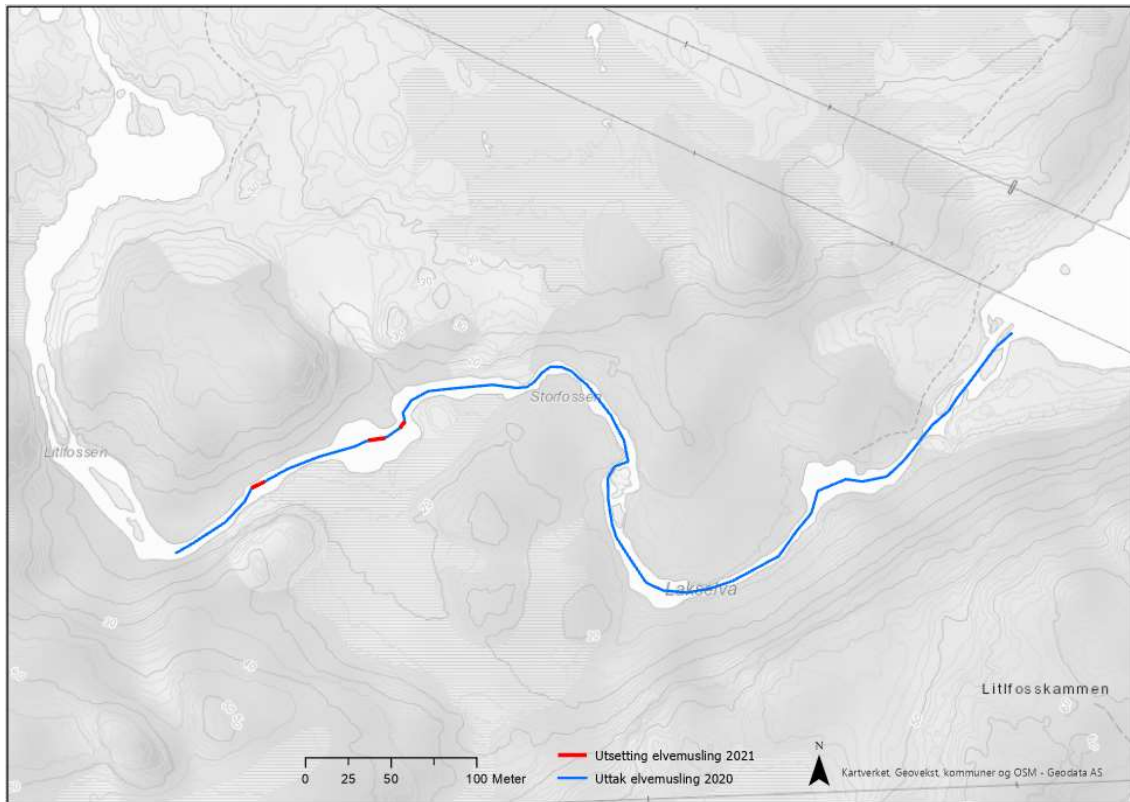 Storfossen
Litlfossen
Lakselva
Litlfosskammen
0 25 50 100 Meter
Utsetting elvemusling 2021
Uttak elvemusling 2020
N
Kartverket, Geovekst, kommuner og OSM - Geodata AS